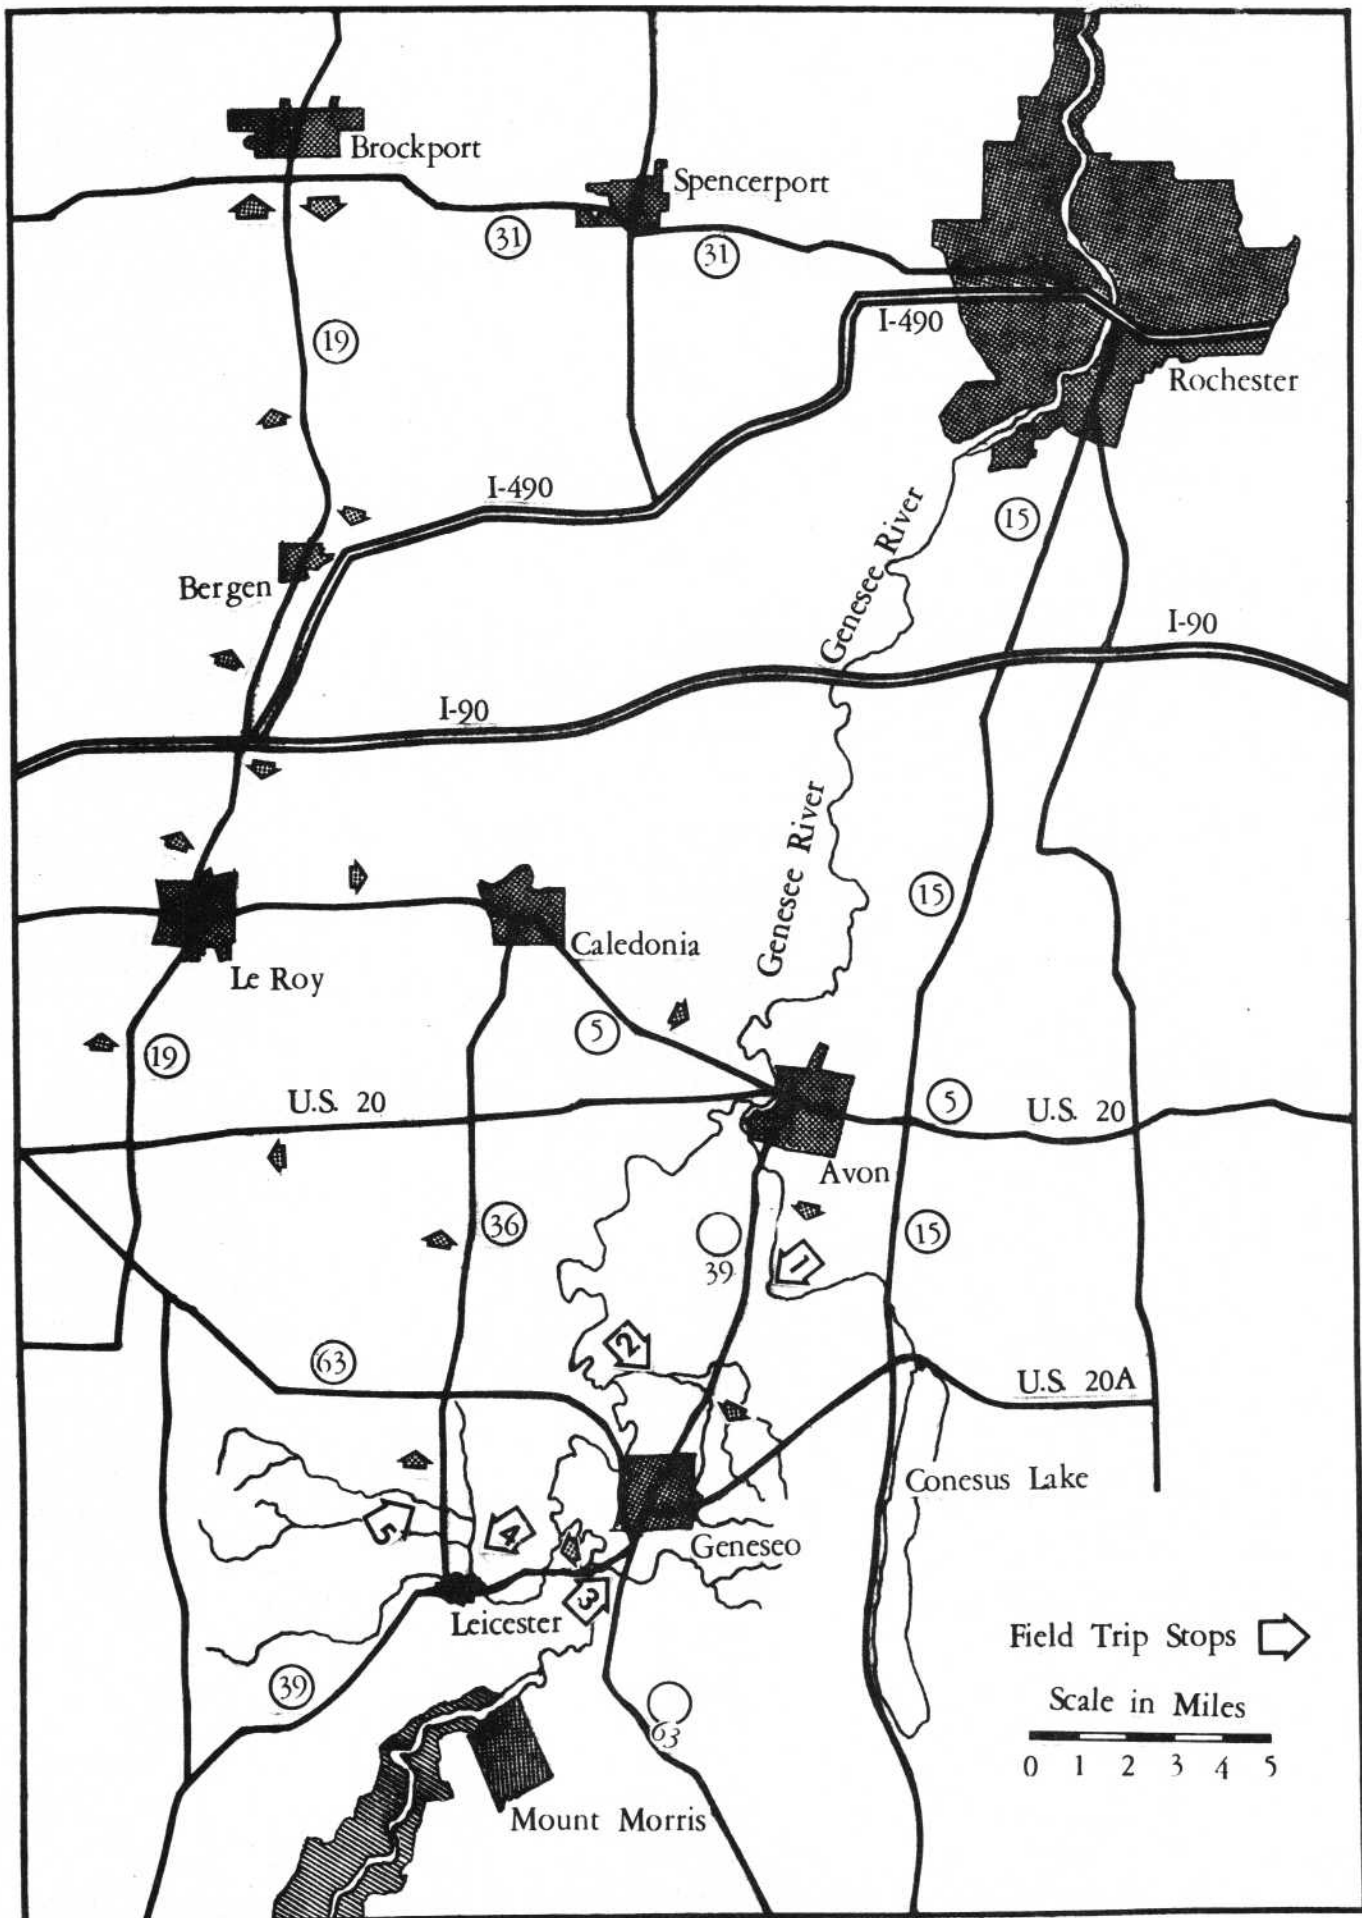 Brockport
Spencerport
31
31
I-490
19
Rochester
I-490
15
Genesee River
Bergen
I-90
I-90
Genesee River
15
Caledonia
Le Roy
5
19
U.S. 20
5
U.S. 20
Avon
36
15
39
1
2
63
U.S. 20A
Conesus Lake
5
4
Geneseo
3
Leicester
Field Trip Stops
39
Scale in Miles
63
0 1 2 3 4 5
Mount Morris